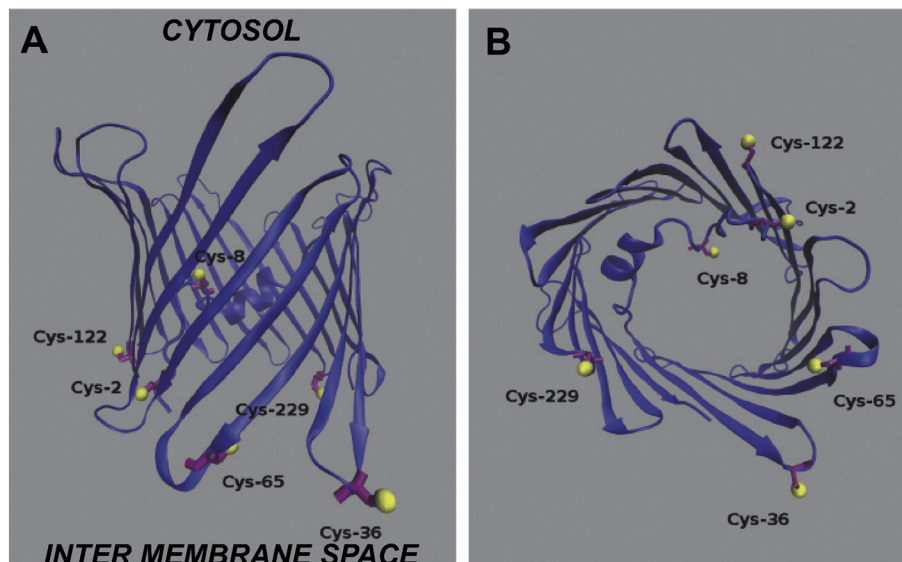 A
CYTOSOL
Cys-8
Cys-122
Cys-2
Cys-229
Cys-65
Cys-36
INTER MEMBRANE SPACE
B
Cys-122
Cys-2
Cys-8
Cys-229
Cys-65
Cys-36